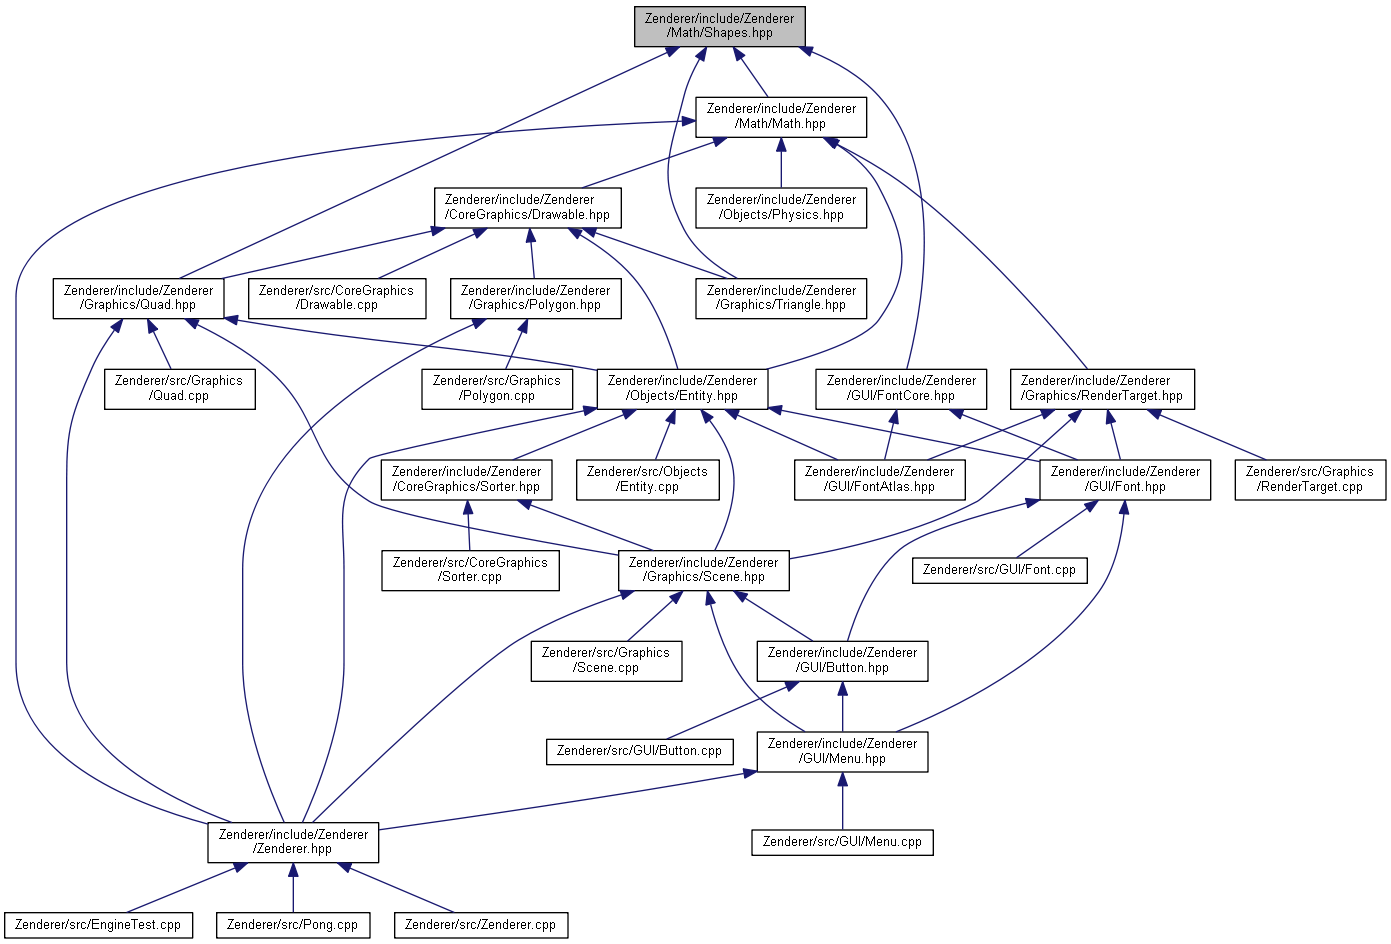 Zenderer/include/Zenderer
/Math/Shapes.hpp
Zenderer/include/Zenderer
/Math/Math.hpp
Zenderer/include/Zenderer
/CoreGraphics/Drawable.hpp
Zenderer/include/Zenderer
/Objects/Physics.hpp
Zenderer/include/Zenderer
/Graphics/Quad.hpp
Zenderer/src/CoreGraphics
/Drawable.cpp
Zenderer/include/Zenderer
/Graphics/Polygon.hpp
Zenderer/include/Zenderer
/Graphics/Triangle.hpp
Zenderer/src/Graphics
/Quad.cpp
Zenderer/src/Graphics
/Polygon.cpp
Zenderer/include/Zenderer
/Objects/Entity.hpp
Zenderer/include/Zenderer
/GUI/FontCore.hpp
Zenderer/include/Zenderer
/Graphics/RenderTarget.hpp
Zenderer/include/Zenderer
/CoreGraphics/Sorter.hpp
Zenderer/src/Objects
/Entity.cpp
Zenderer/include/Zenderer
/GUI/FontAtlas.hpp
Zenderer/include/Zenderer
/GUI/Font.hpp
Zenderer/src/Graphics
/RenderTarget.cpp
Zenderer/src/CoreGraphics
/Sorter.cpp
Zenderer/include/Zenderer
/Graphics/Scene.hpp
Zenderer/src/GUI/Font.cpp
Zenderer/src/Graphics
/Scene.cpp
Zenderer/include/Zenderer
/GUI/Button.hpp
Zenderer/src/GUI/Button.cpp
Zenderer/include/Zenderer
/GUI/Menu.hpp
Zenderer/include/Zenderer
/Zenderer.hpp
Zenderer/src/GUI/Menu.cpp
Zenderer/src/EngineTest.cpp
Zenderer/src/Pong.cpp
Zenderer/src/Zenderer.cpp